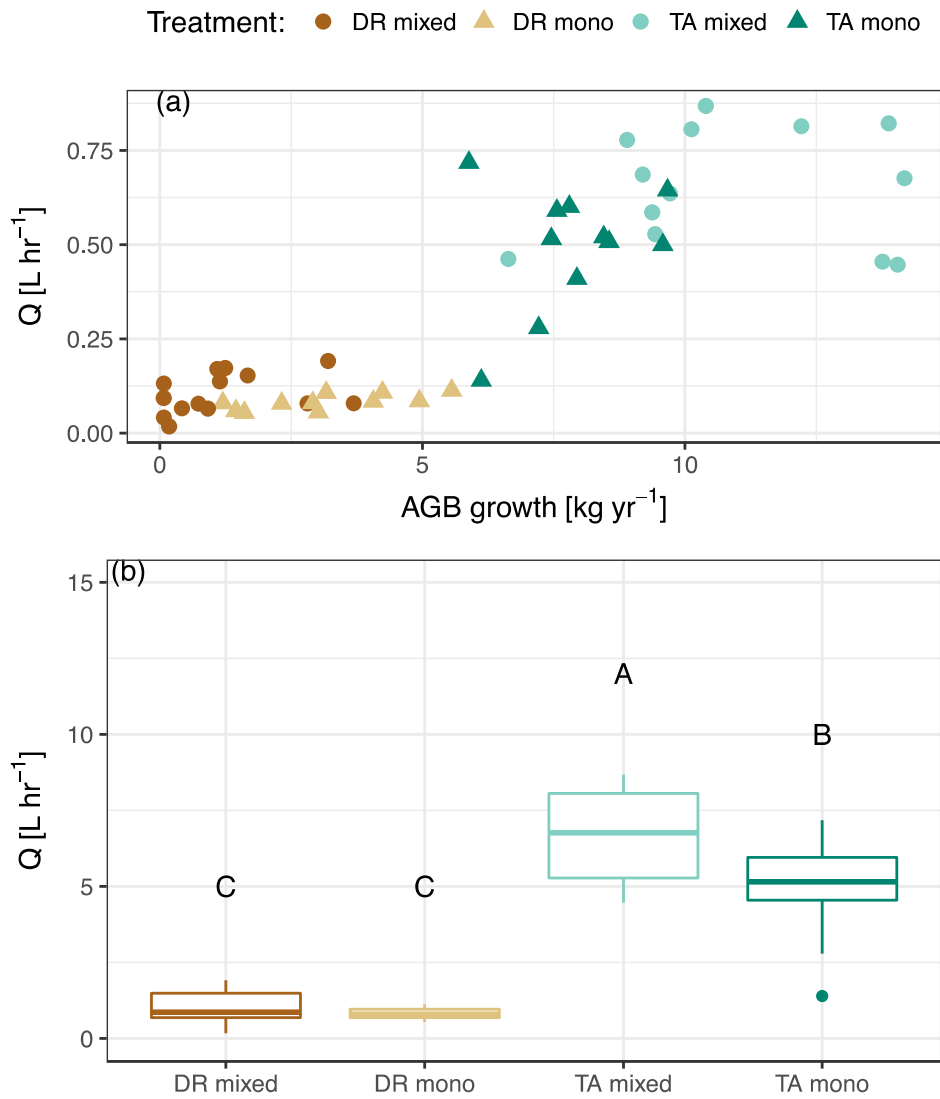 Treatment: DR mixed DR mono TA mixed TA mono
(a)
0.75
0.50
0.25
0.00
Q [L hr⁻¹]
0 5 10
AGB growth [kg yr⁻¹]
(b)
15
10
5
0
Q [L hr⁻¹]
A
B
C C
DR mixed DR mono TA mixed TA mono